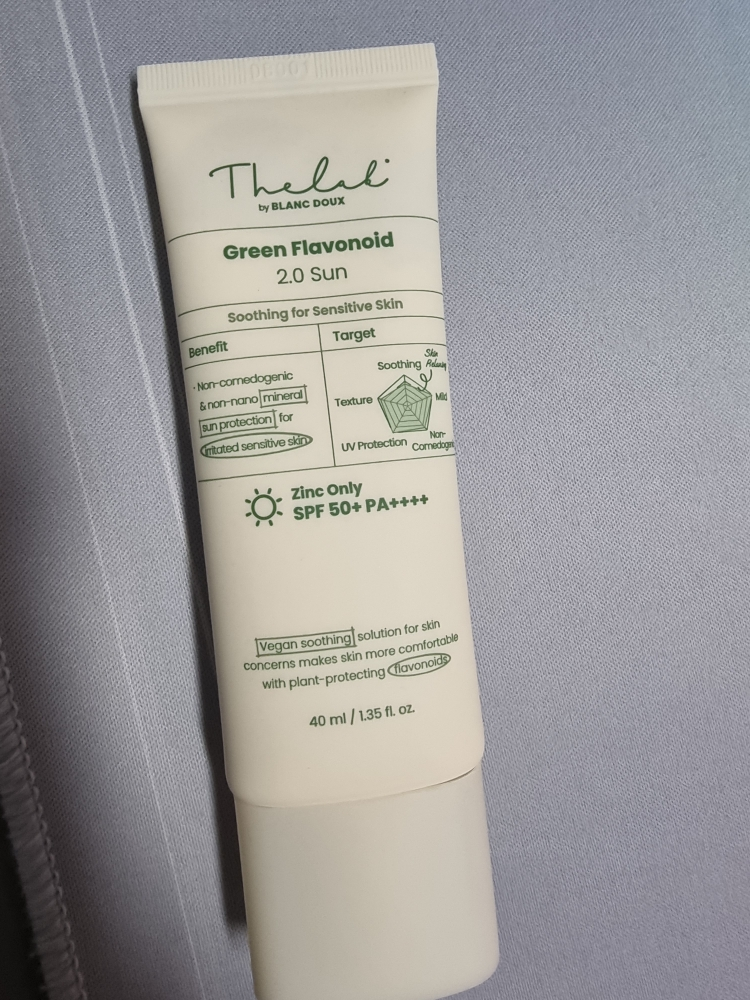 Thelab
by BLANC DOUX
Green Flavonoid
2.0 Sun
Soothing for Sensitive Skin
Benefit
Target
· Non-comedogenic
& non-nano mineral
sun protection for
irritated sensitive skin
Skin
Relaxing
Soothing
Texture
Mild
UV Protection
Non-
Zinc Only
SPF 50+ PA++++
Vegan soothing solution for skin
concerns makes skin more comfortable
with plant-protecting flavonoids
40 ml / 1.35 fl. oz.